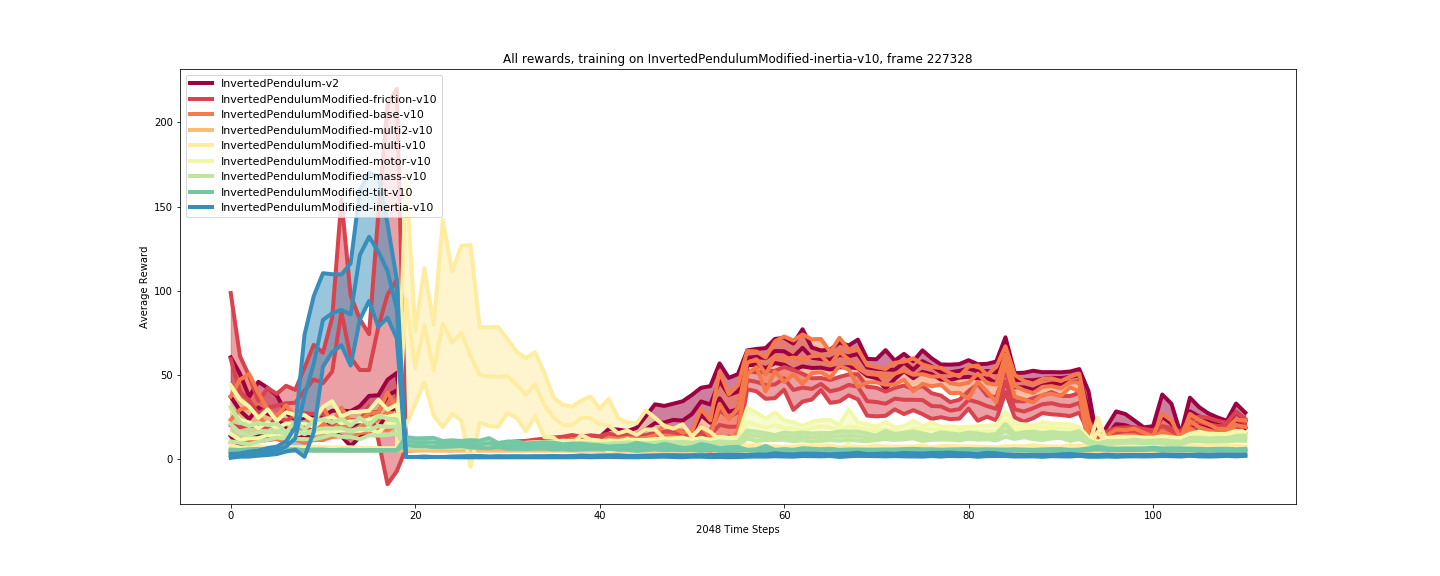 All rewards, training on InvertedPendulumModified-inertia-v10, frame 227328
InvertedPendulum-v2
InvertedPendulumModified-friction-v10
InvertedPendulumModified-base-v10
InvertedPendulumModified-multi2-v10
InvertedPendulumModified-multi-v10
InvertedPendulumModified-motor-v10
InvertedPendulumModified-mass-v10
InvertedPendulumModified-tilt-v10
InvertedPendulumModified-inertia-v10
200
150
100
50
0
Average Reward
0 20 40 60 80 100
2048 Time Steps